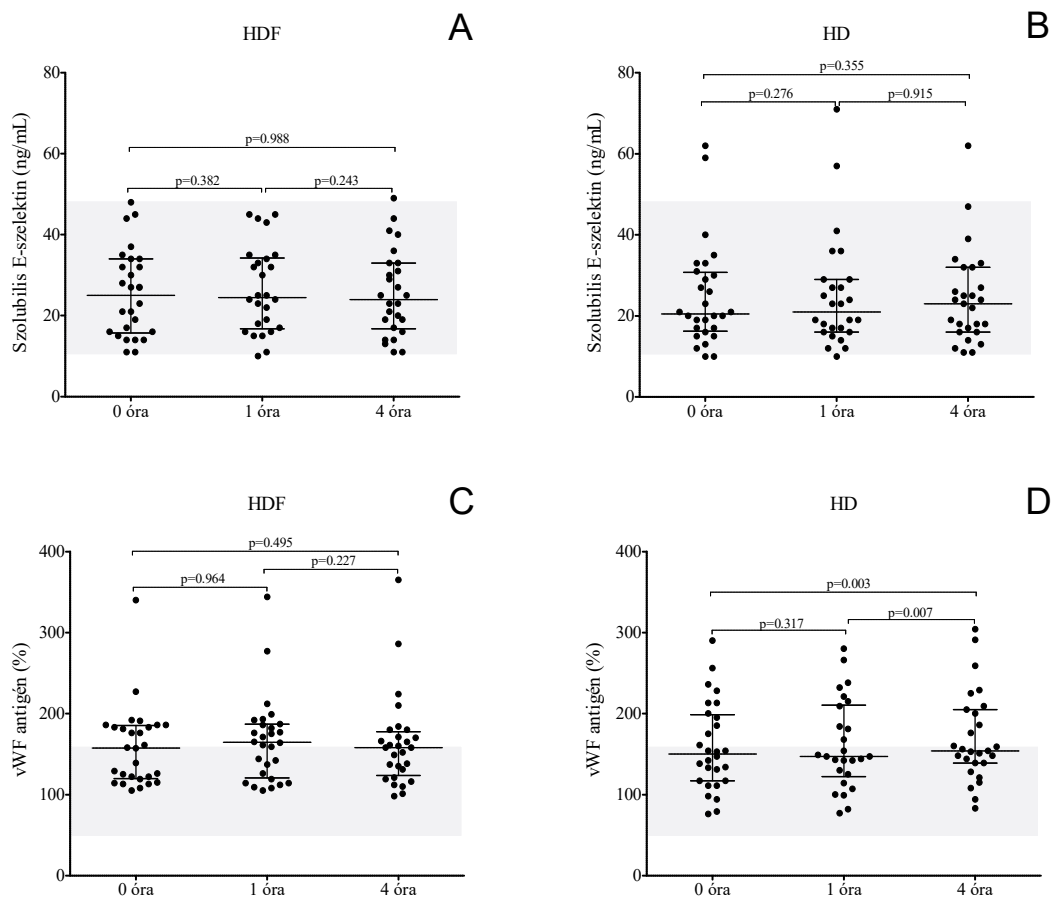 HDF
A
Szolubilis E-szelektin (ng/mL)
80
60
40
20
0
p=0.988
p=0.382
p=0.243
0 óra
1 óra
4 óra
HD
B
Szolubilis E-szelektin (ng/mL)
80
60
40
20
0
p=0.355
p=0.276
p=0.915
0 óra
1 óra
4 óra
HDF
C
vWF antigén (%)
400
300
200
100
0
p=0.495
p=0.964
p=0.227
0 óra
1 óra
4 óra
HD
D
vWF antigén (%)
400
300
200
100
0
p=0.003
p=0.317
p=0.007
0 óra
1 óra
4 óra